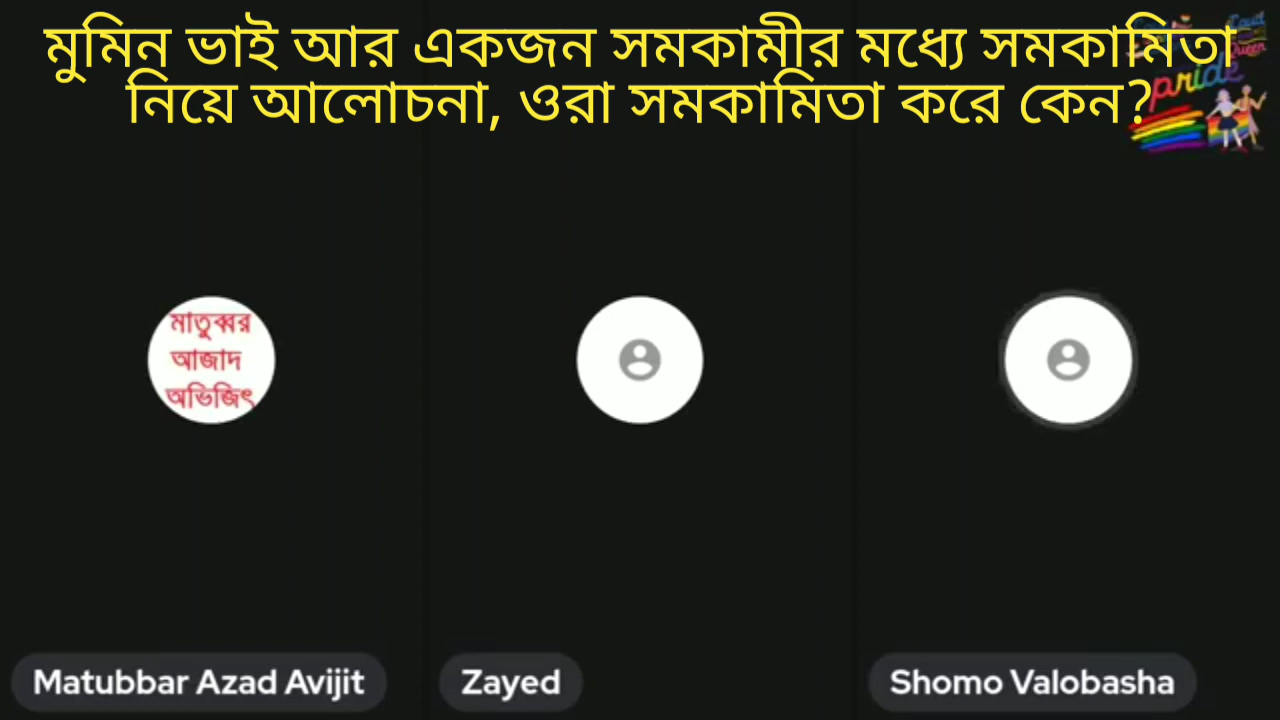 মুমিন ভাই আর একজন সমকামীর মধ্যে সমকামিতা
নিয়ে আলোচনা, ওরা সমকামিতা করে কেন?
pride
Queen
মাতুব্বর
আজাদ
অভিজিৎ
Matubbar Azad Avijit
Zayed
Shomo Valobasha